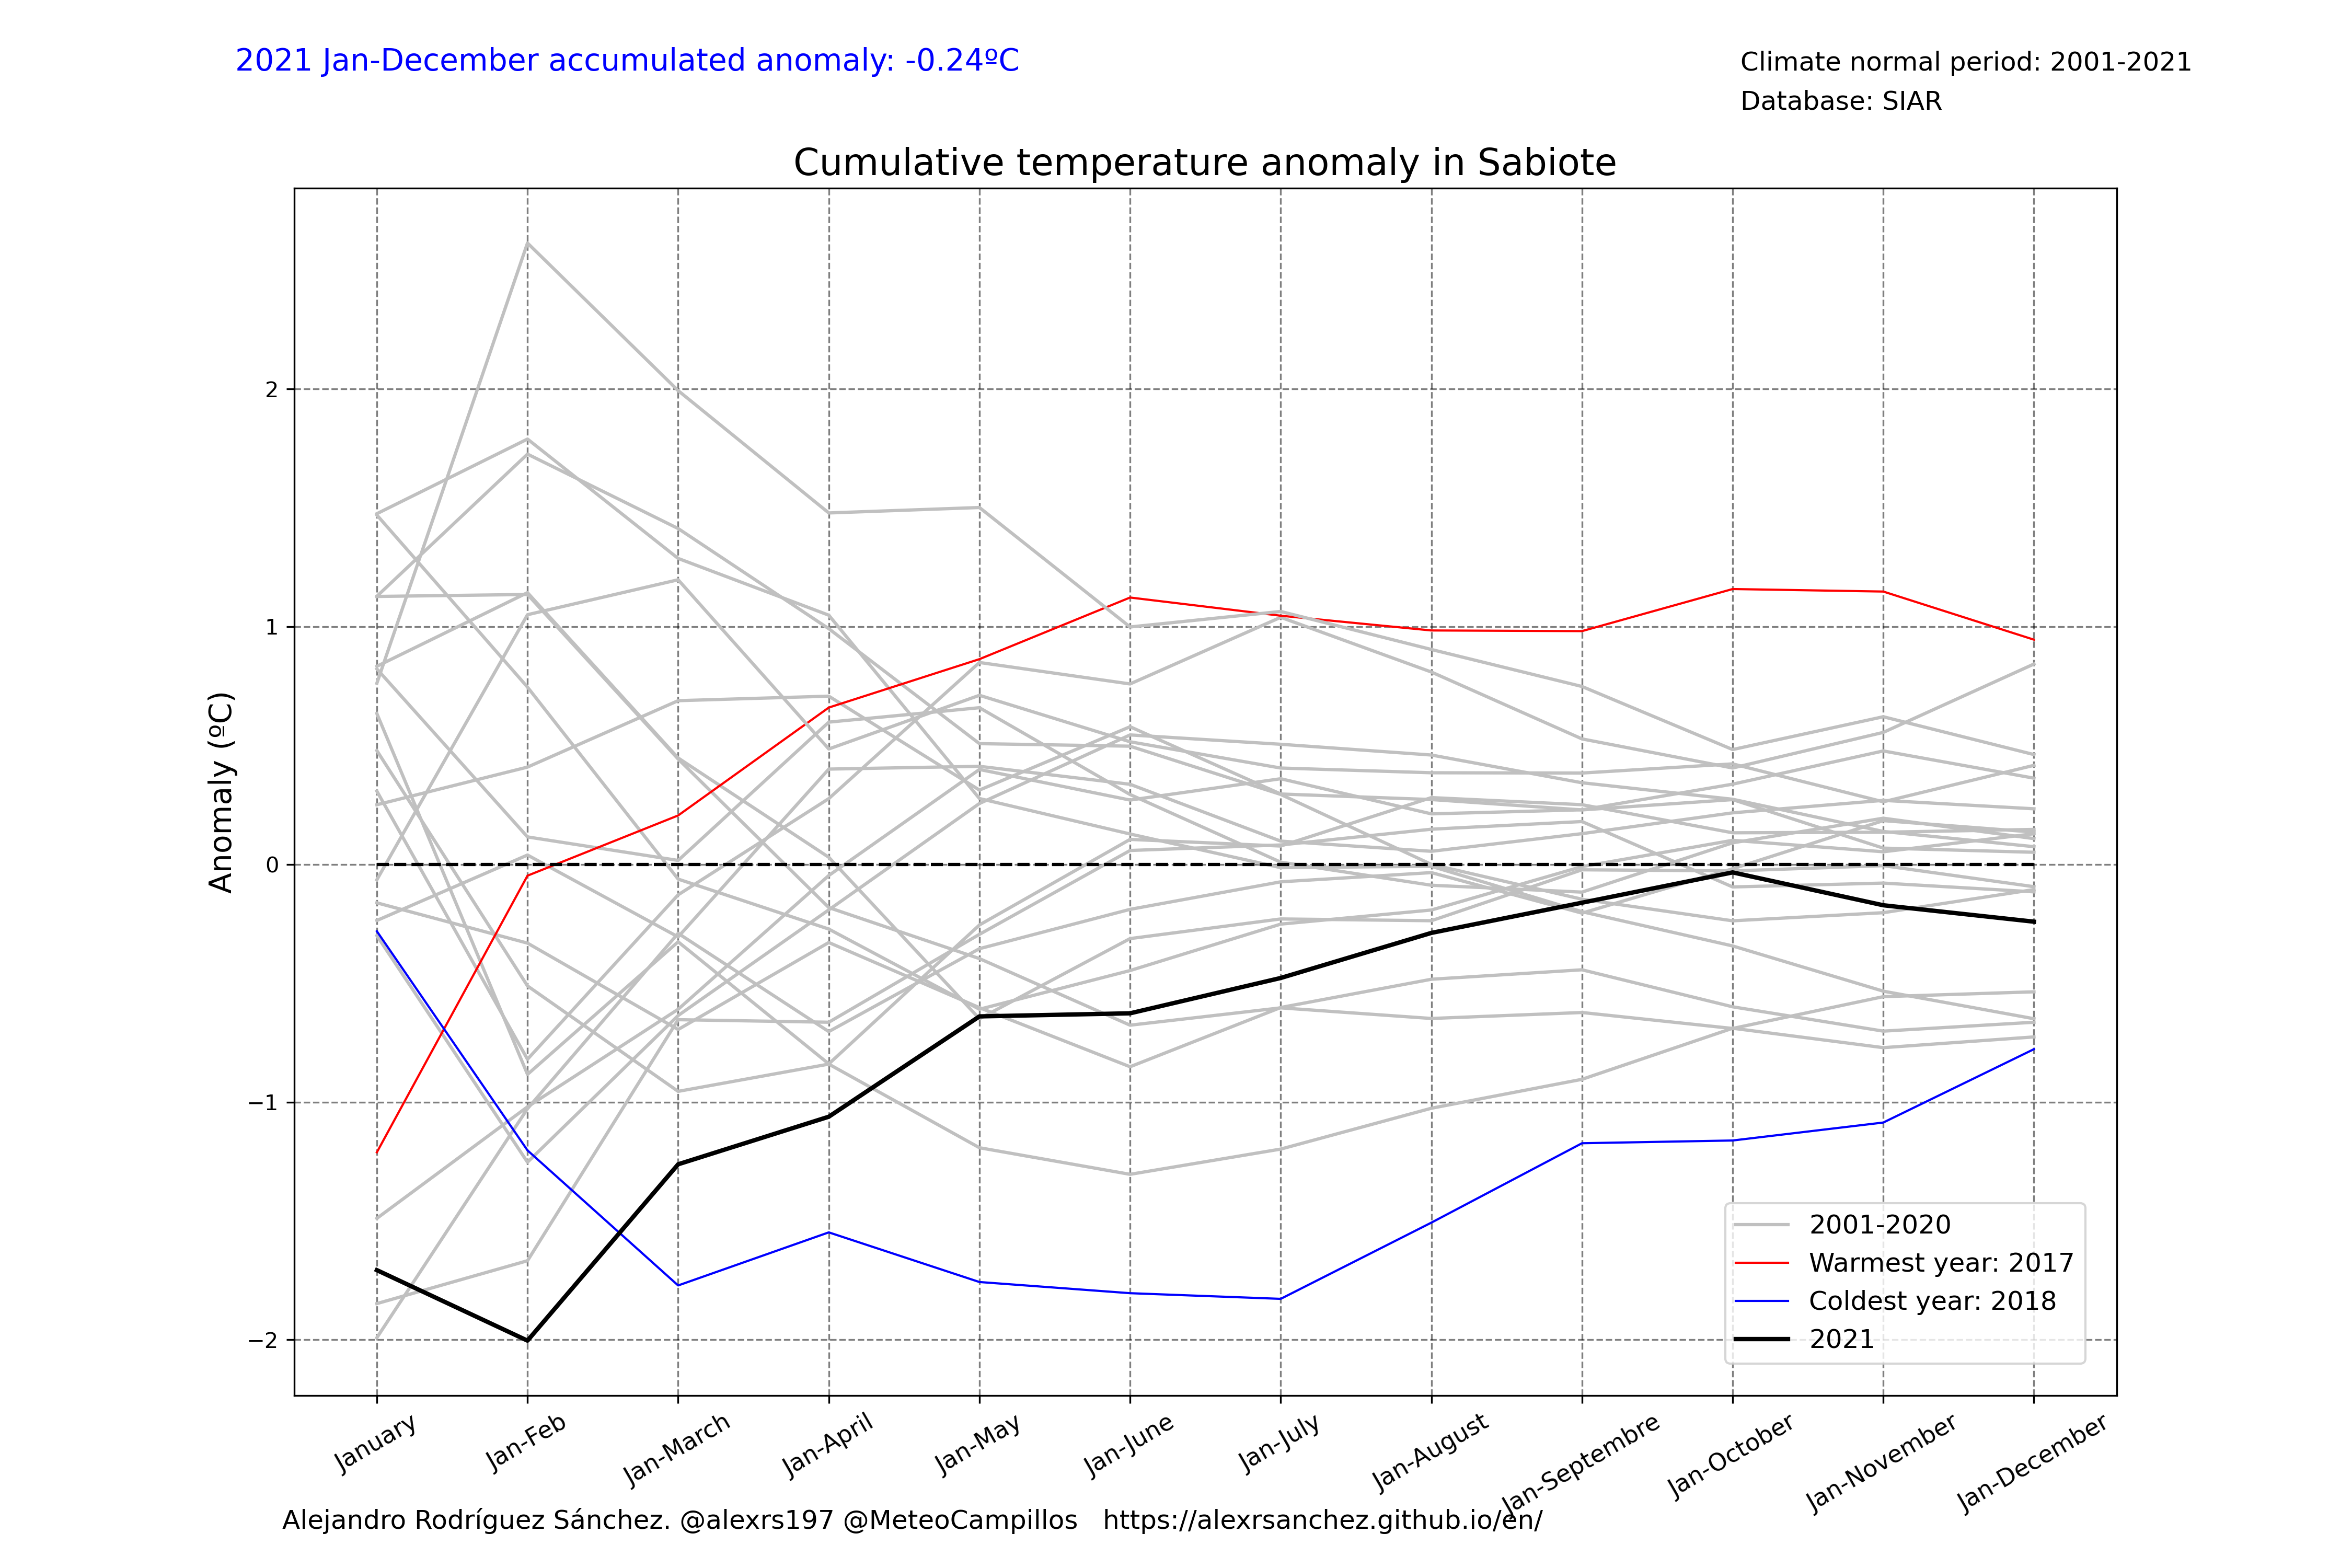 2021 Jan-December accumulated anomaly: -0.24ºC
Climate normal period: 2001-2021
Database: SIAR
Cumulative temperature anomaly in Sabiote
Anomaly (ºC)
2
1
0
−1
−2
2001-2020
Warmest year: 2017
Coldest year: 2018
2021
January
Jan-Feb
Jan-March
Jan-April
Jan-May
Jan-June
Jan-July
Jan-August
Jan-Septembre
Jan-October
Jan-November
Jan-December
Alejandro Rodríguez Sánchez. @alexrs197 @MeteoCampillos   https://alexrsanchez.github.io/en/